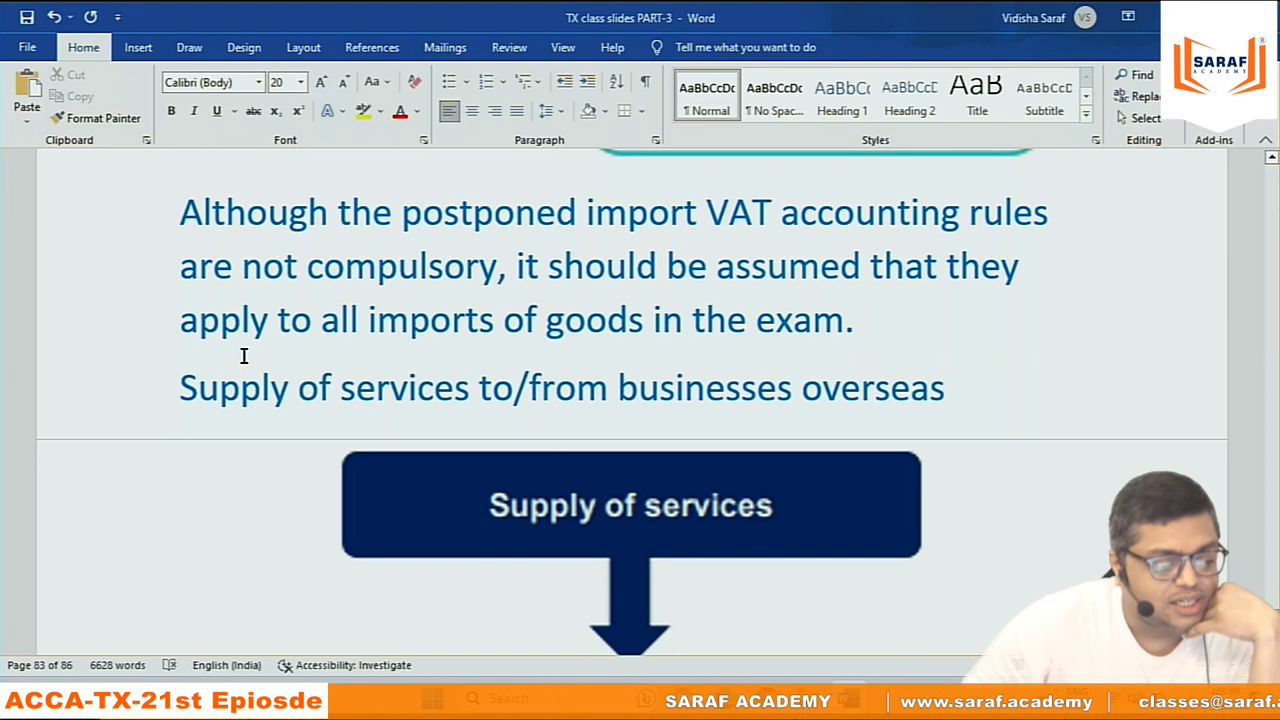 TX class slides PART-3 - Word
Vidisha Saraf
VS
File Home Insert Draw Design Layout References Mailings Review View Help Tell me what you want to do
SARAF
ACADEMY
Paste
Cut
Copy
Format Painter
Clipboard
Calibri (Body) 20
Font
Paragraph
AaBbCcDc AaBbCcDc AaBbCc AaBbCcD AaB AaBbCcD
¶ Normal ¶ No Spac... Heading 1 Heading 2 Title Subtitle
Styles
Find
Select
Editing
Add-ins
Although the postponed import VAT accounting rules
are not compulsory, it should be assumed that they
apply to all imports of goods in the exam.
Supply of services to/from businesses overseas
Supply of services
Page 83 of 86 6628 words English (India) Accessibility: Investigate
ACCA-TX-21st Epiosde
Search
SARAF ACADEMY | www.saraf.academy | classes@saraf.a